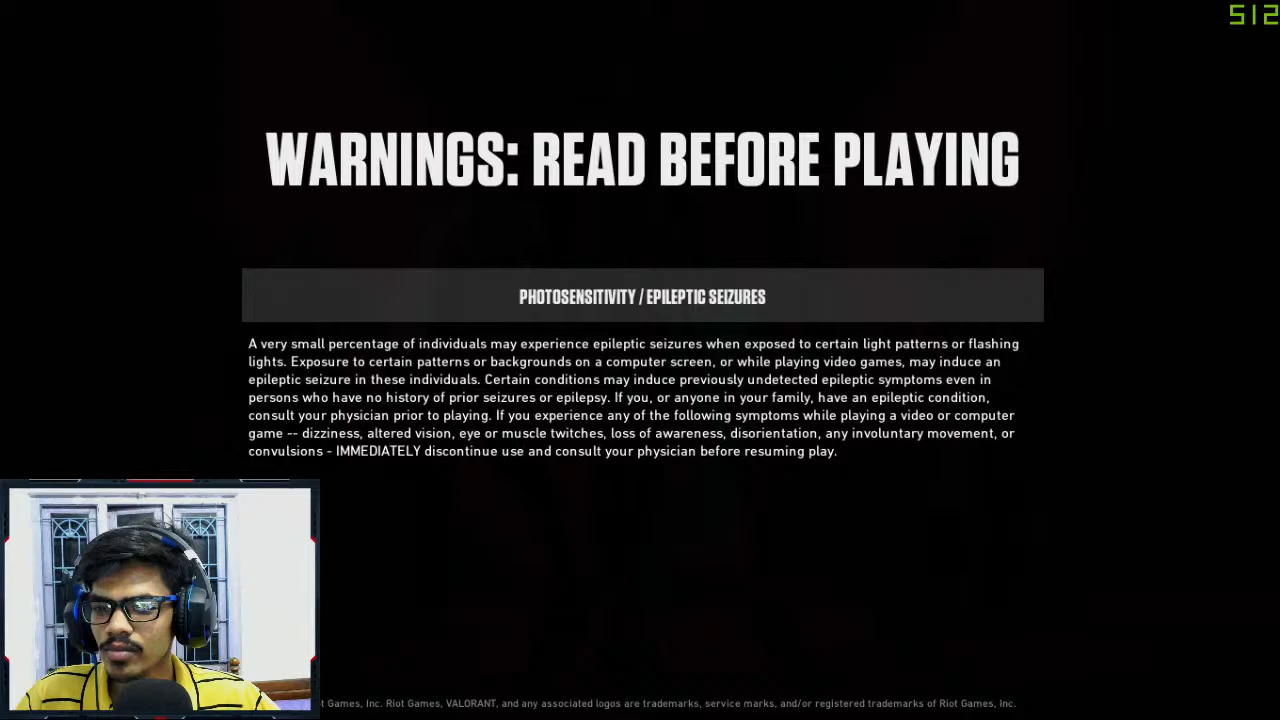 512
WARNINGS: READ BEFORE PLAYING
PHOTOSENSITIVITY / EPILEPTIC SEIZURES
A very small percentage of individuals may experience epileptic seizures when exposed to certain light patterns or flashing
lights. Exposure to certain patterns or backgrounds on a computer screen, or while playing video games, may induce an
epileptic seizure in these individuals. Certain conditions may induce previously undetected epileptic symptoms even in
persons who have no history of prior seizures or epilepsy. If you, or anyone in your family, have an epileptic condition,
consult your physician prior to playing. If you experience any of the following symptoms while playing a video or computer
game -- dizziness, altered vision, eye or muscle twitches, loss of awareness, disorientation, any involuntary movement, or
convulsions - IMMEDIATELY discontinue use and consult your physician before resuming play.
t Games, Inc. Riot Games, VALORANT, and any associated logos are trademarks, service marks, and/or registered trademarks of Riot Games, Inc.